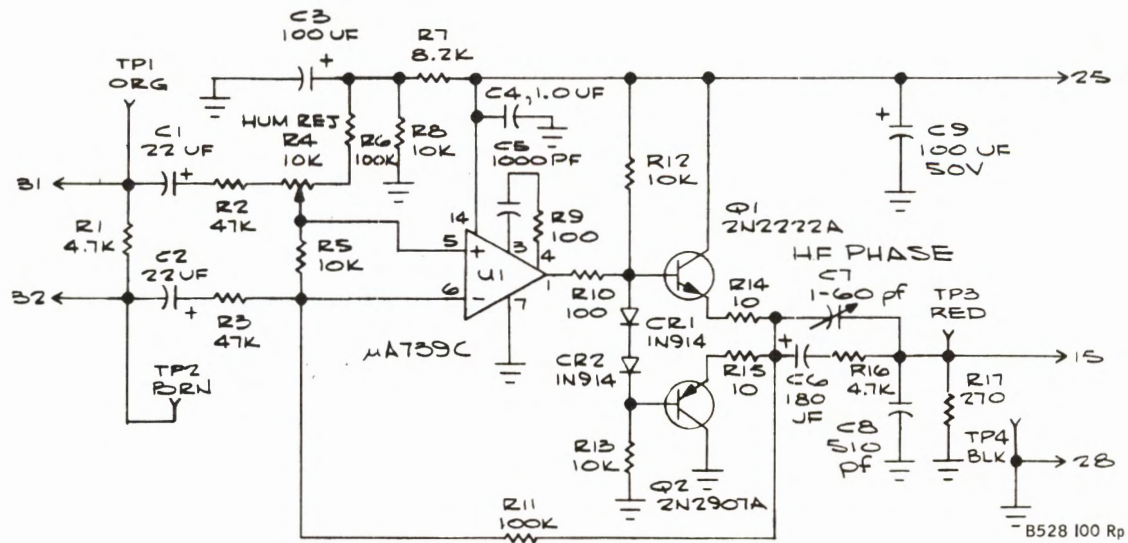 C3
100 UF
R7
8.2K
TP1
ORG
25
C4, 1.0 UF
C1
22 UF
HUM REJ
R4
10K
R6
100K
R8
10K
C5
1000 PF
R12
10K
C9
100 UF
50V
31
R2
47K
14
R9
100
Q1
2N2222A
R1
4.7K
R5
10K
5
+
3
4
U1
1
HF PHASE
C7
1-60 pf
C2
22 UF
R14
10
TP3
RED
32
6
-
7
R10
100
CR1
1N914
R3
47K
μA739C
CR2
1N914
R15
10
C6
180
UF
R16
4.7K
15
R17
270
TP2
BRN
C8
510
pf
TP4
BLK
R13
10K
28
Q2
2N2907A
R11
100K
B528 100 Rp